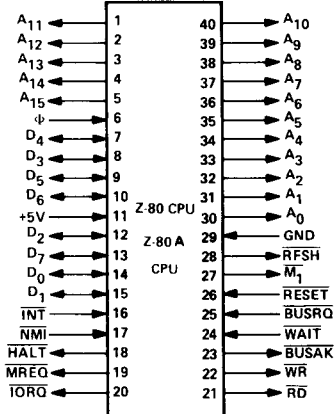 A11 1 40 A10
A12 2 39 A9
A13 3 38 A8
A14 4 37 A7
A15 5 36 A6
ϕ 6 35 A5
D4 7 34 A4
D3 8 33 A3
D5 9 32 A2
D6 10 31 A1
Z-80 CPU
+5V 11 30 A0
D2 12 29 GND
Z-80 A
D7 13 28 RFSH
CPU
D0 14 27 M1
D1 15 26 RESET
INT 16 25 BUSRQ
NMI 17 24 WAIT
HALT 18 23 BUSAK
MREQ 19 22 WR
IORQ 20 21 RD